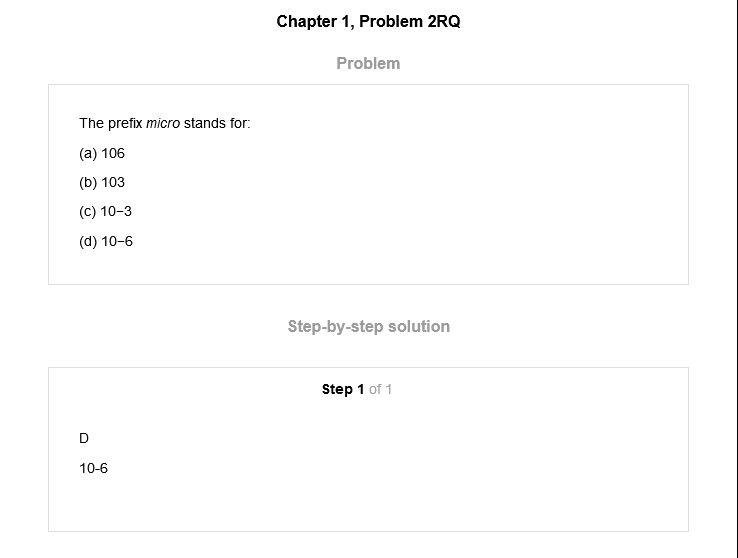 Chapter 1, Problem 2RQ
Problem
The prefix micro stands for:
(a) 106
(b) 103
(c) 10−3
(d) 10−6
Step-by-step solution
Step 1 of 1
D
10-6